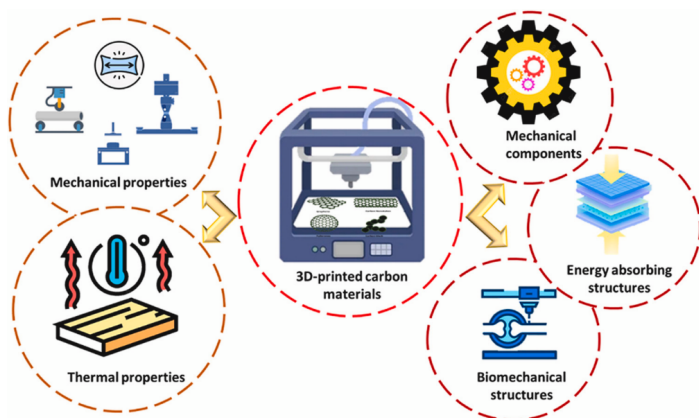 Mechanical properties
Thermal properties
3D-printed carbon
materials
Mechanical
components
Energy absorbing
structures
Biomechanical
structures